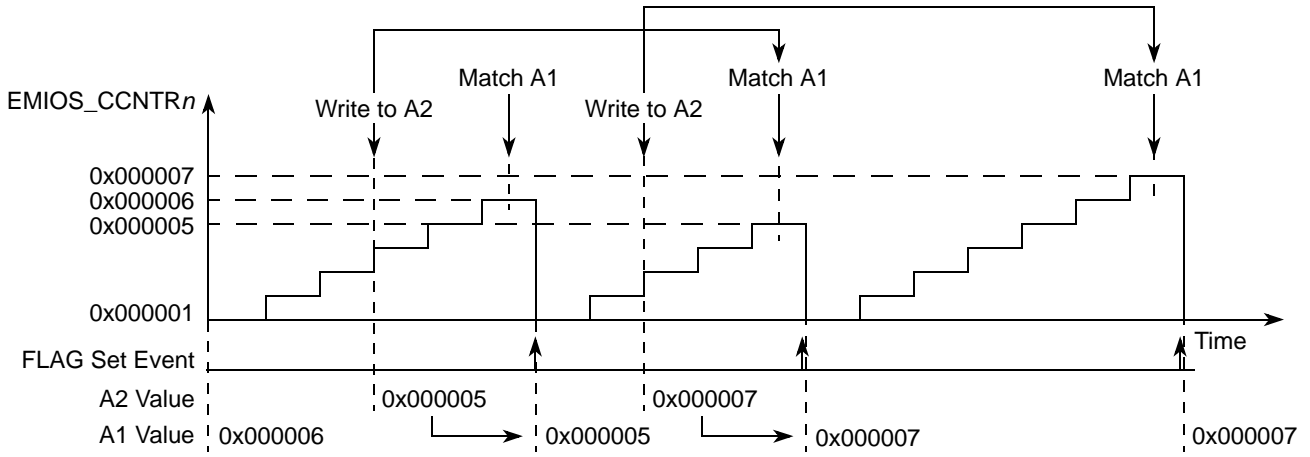 Match A1 Match A1 Match A1
EMIOS_CCNTRn Write to A2 Write to A2
0x000007
0x000006
0x000005
0x000001
Time
FLAG Set Event
A2 Value 0x000005 0x000007
A1 Value 0x000006 0x000005 0x000007 0x000007